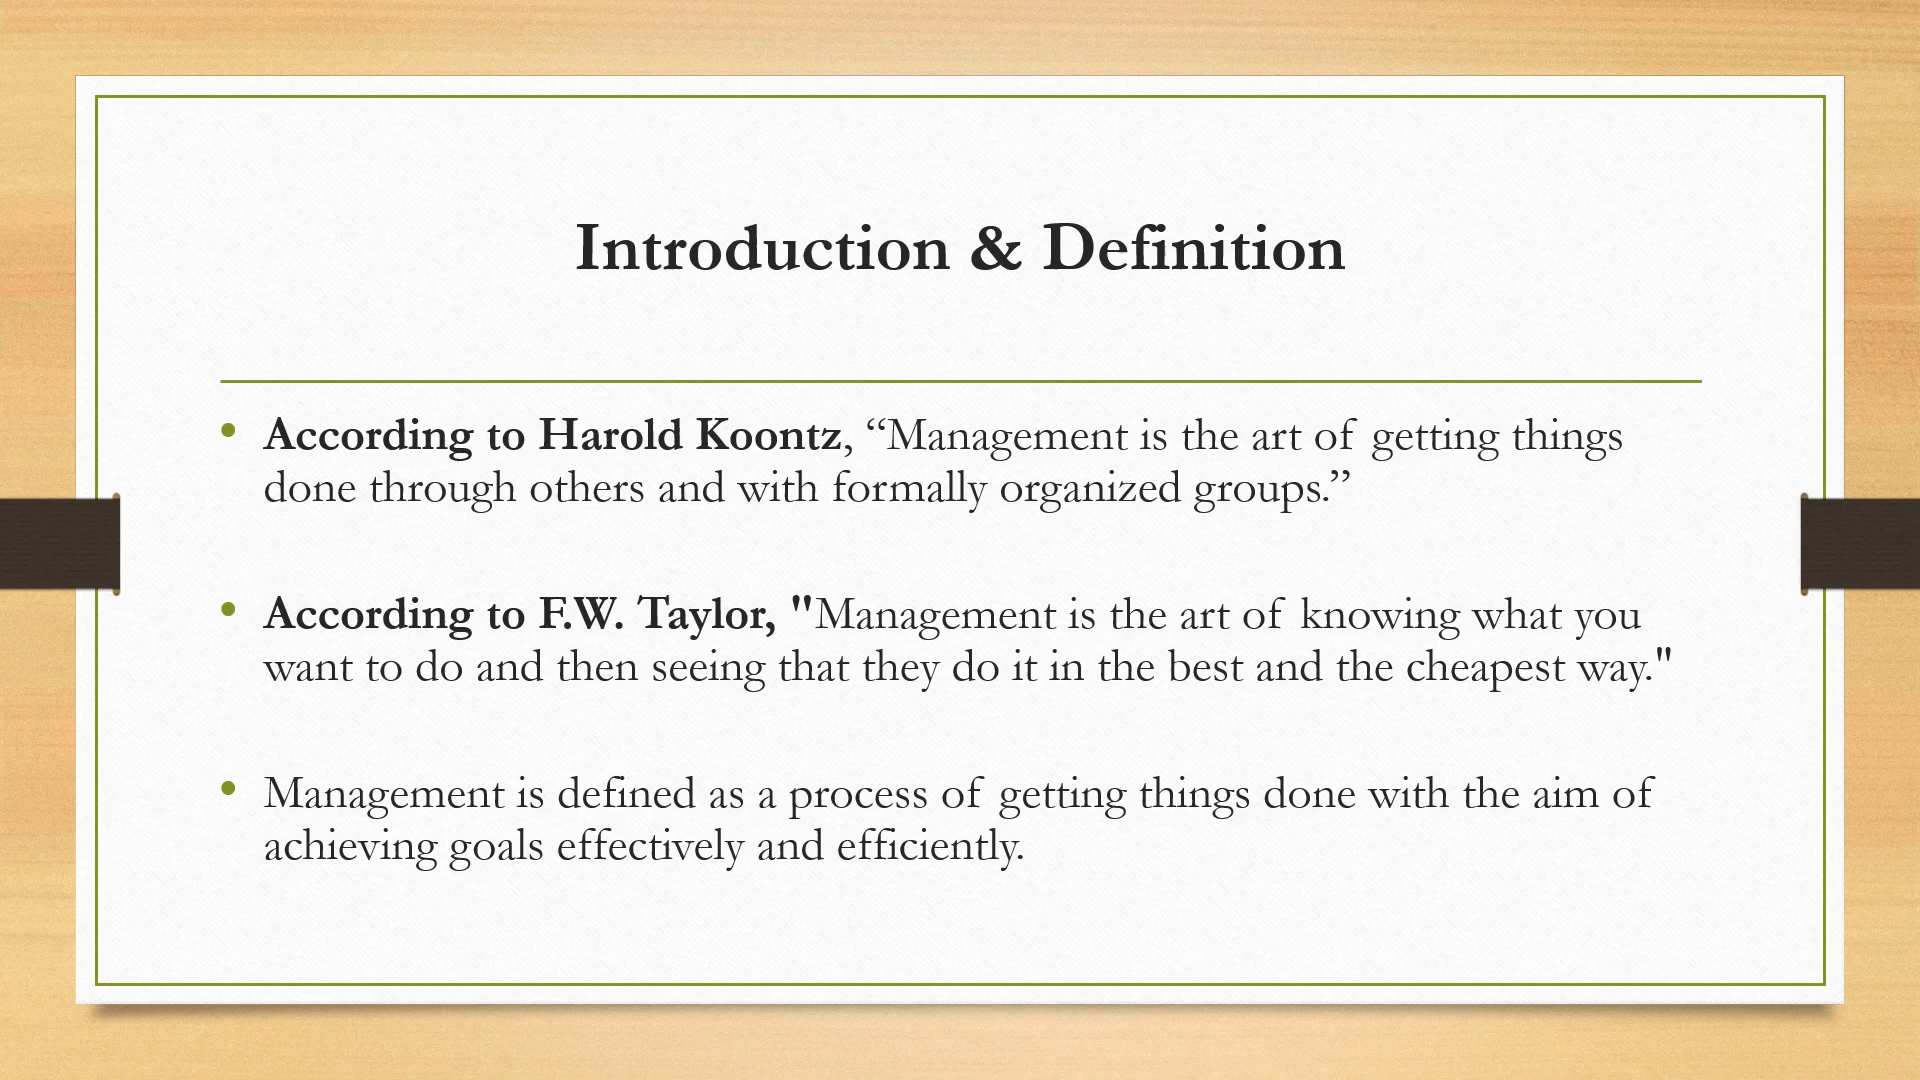 Introduction & Definition
• According to Harold Koontz, “Management is the art of getting things
done through others and with formally organized groups.”
• According to F.W. Taylor, "Management is the art of knowing what you
want to do and then seeing that they do it in the best and the cheapest way."
• Management is defined as a process of getting things done with the aim of
achieving goals effectively and efficiently.